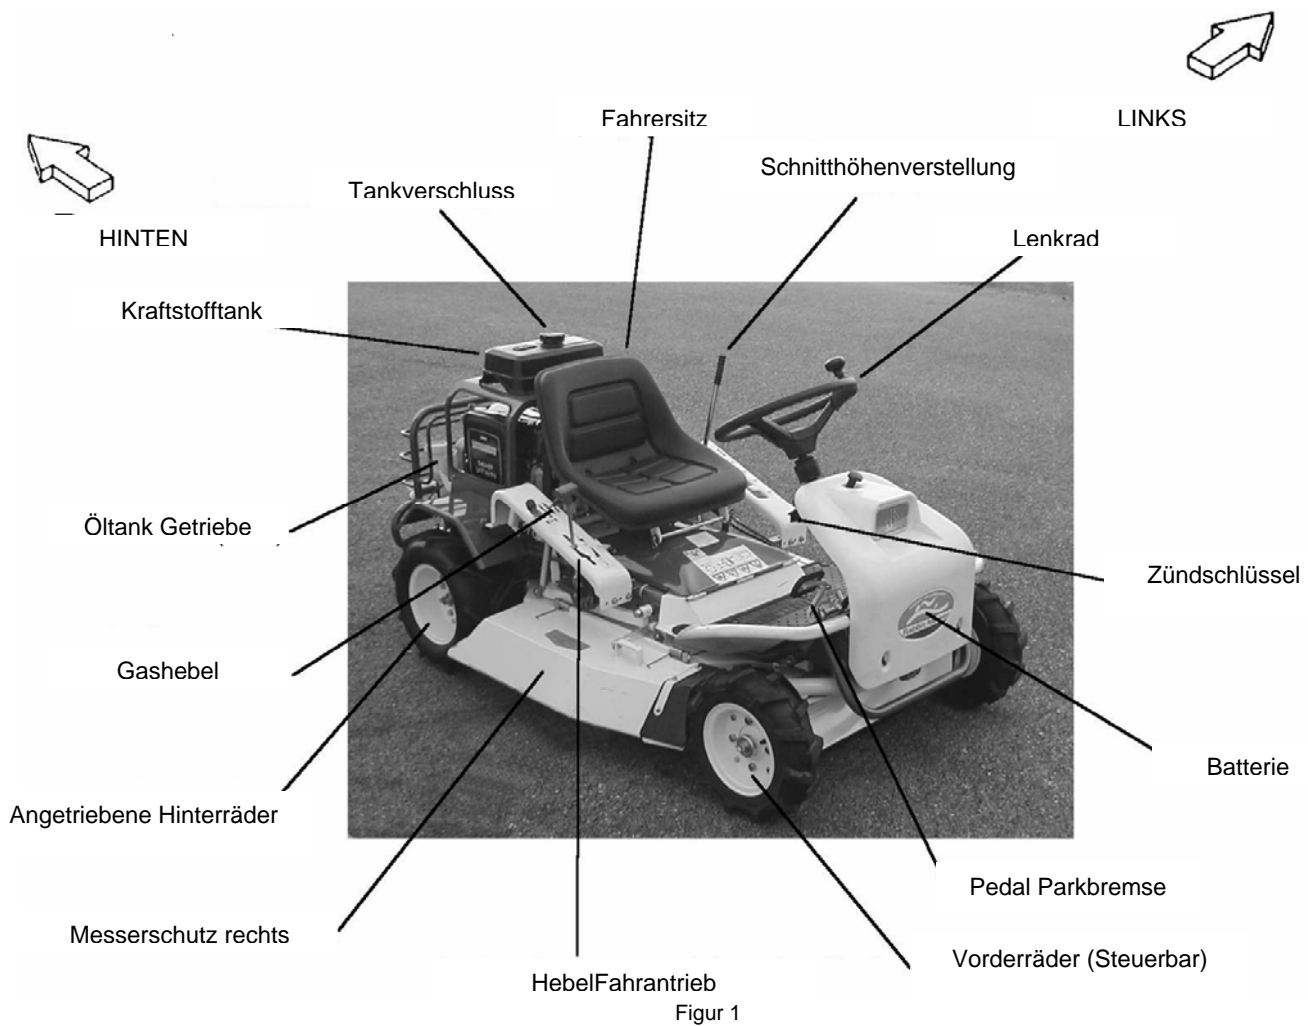 Fahrersitz
LINKS
Schnitthöhenverstellung
Tankverschluss
HINTEN
Lenkrad
Kraftstofftank
Öltank Getriebe
Zündschlüssel
Gashebel
Batterie
Angetriebene Hinterräder
Pedal Parkbremse
Messerschutz rechts
Vorderräder (Steuerbar)
HebelFahrantrieb
Figur 1